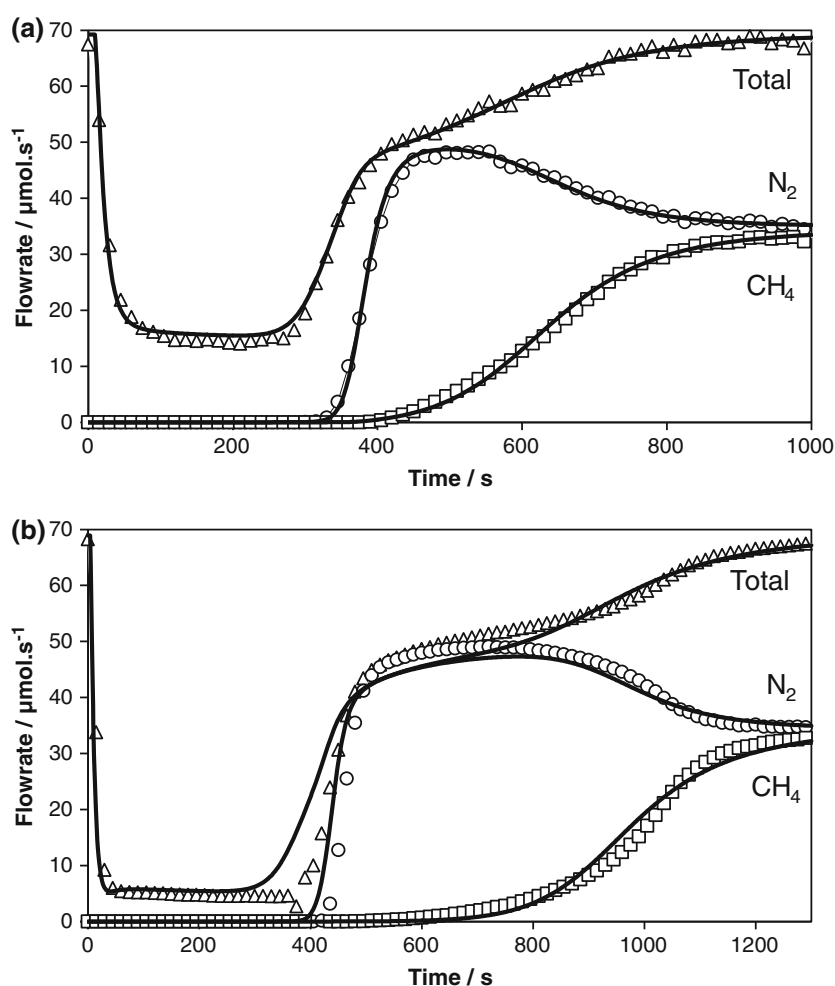 (a)
70
60
50
40
30
20
10
0
Flowrate / μmol.s⁻¹
Total
N₂
CH₄
0 200 400 600 800 1000
Time / s
(b)
70
60
50
40
30
20
10
0
Flowrate / μmol.s⁻¹
Total
N₂
CH₄
0 200 400 600 800 1000 1200
Time / s